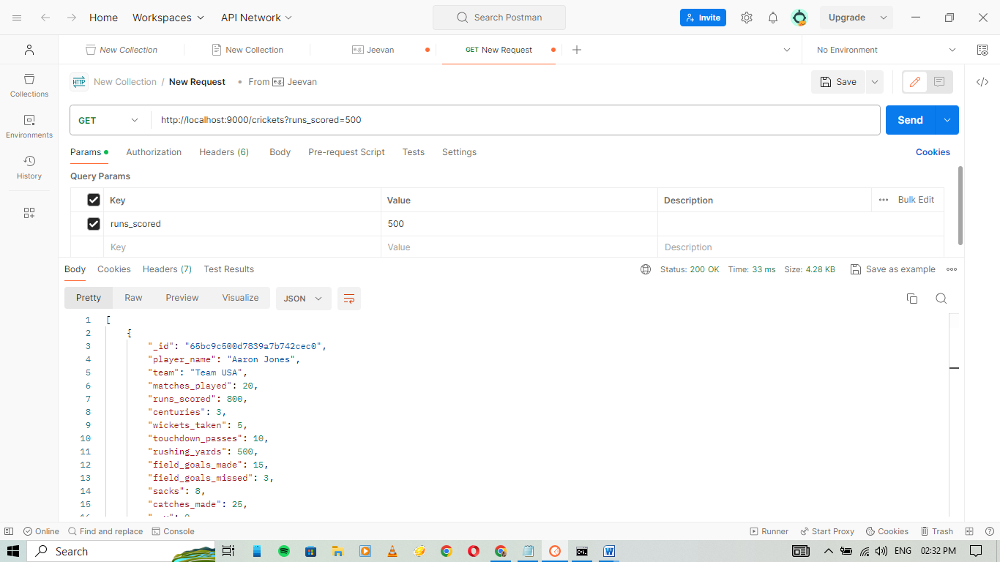 Home Workspaces API Network Search Postman Invite Upgrade
New Collection New Collection e.g. Jeevan GET New Request No Environment
HTTP New Collection / New Request From e.g. Jeevan Save
Collections
Environments
History
GET http://localhost:9000/crickets?runs_scored=500 Send
Params Authorization Headers (6) Body Pre-request Script Tests Settings Cookies
Query Params
Key Value Description Bulk Edit
runs_scored 500
Key Value Description
Body Cookies Headers (7) Test Results Status: 200 OK Time: 33 ms Size: 4.28 KB Save as example
Pretty Raw Preview Visualize JSON
1 [
2 {
3 "_id": "65bc9c500d7839a7b742cec0",
4 "player_name": "Aaron Jones",
5 "team": "Team USA",
6 "matches_played": 20,
7 "runs_scored": 800,
8 "centuries": 3,
9 "wickets_taken": 5,
10 "touchdown_passes": 10,
11 "rushing_yards": 500,
12 "field_goals_made": 15,
13 "field_goals_missed": 3,
14 "sacks": 8,
15 "catches_made": 25,
Online Find and replace Console Runner Start Proxy Cookies Trash
Search ENG 02:32 PM